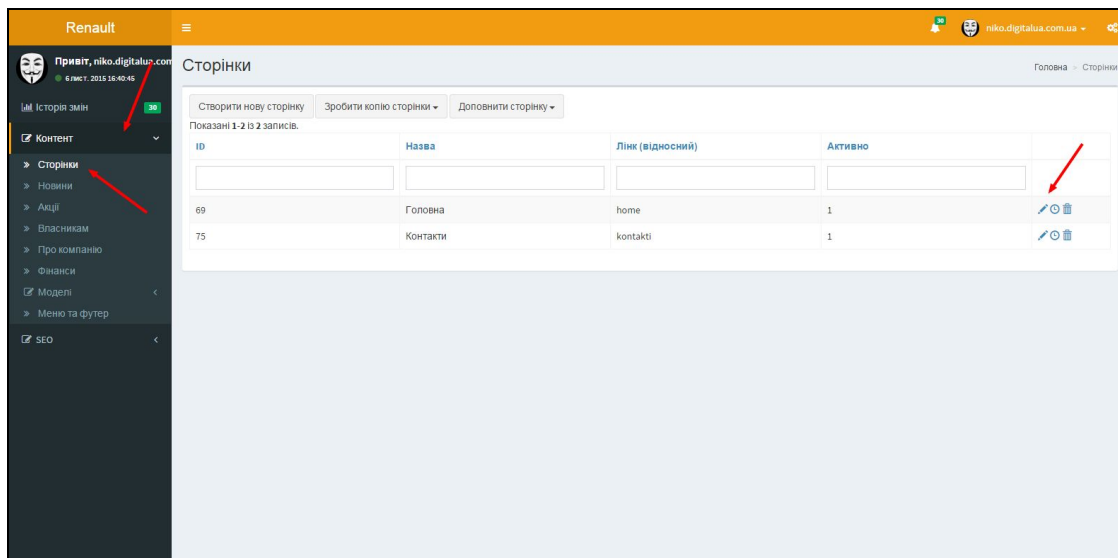 Renault
30
niko.digitalua.com.ua
Привіт, niko.digitalua.com
6 лист. 2015 16:40:45
Сторінки
Головна > Сторінки
Історія змін 30
Контент
» Сторінки
» Новини
» Акції
» Власникам
» Про компанію
» Фінанси
Моделі
» Меню та футер
SEO
Створити нову сторінку Зробити копію сторінки Доповнити сторінку
Показані 1-2 із 2 записів.
ID Назва Лінк (відносний) Активно
69 Головна home 1
75 Контакти kontakti 1